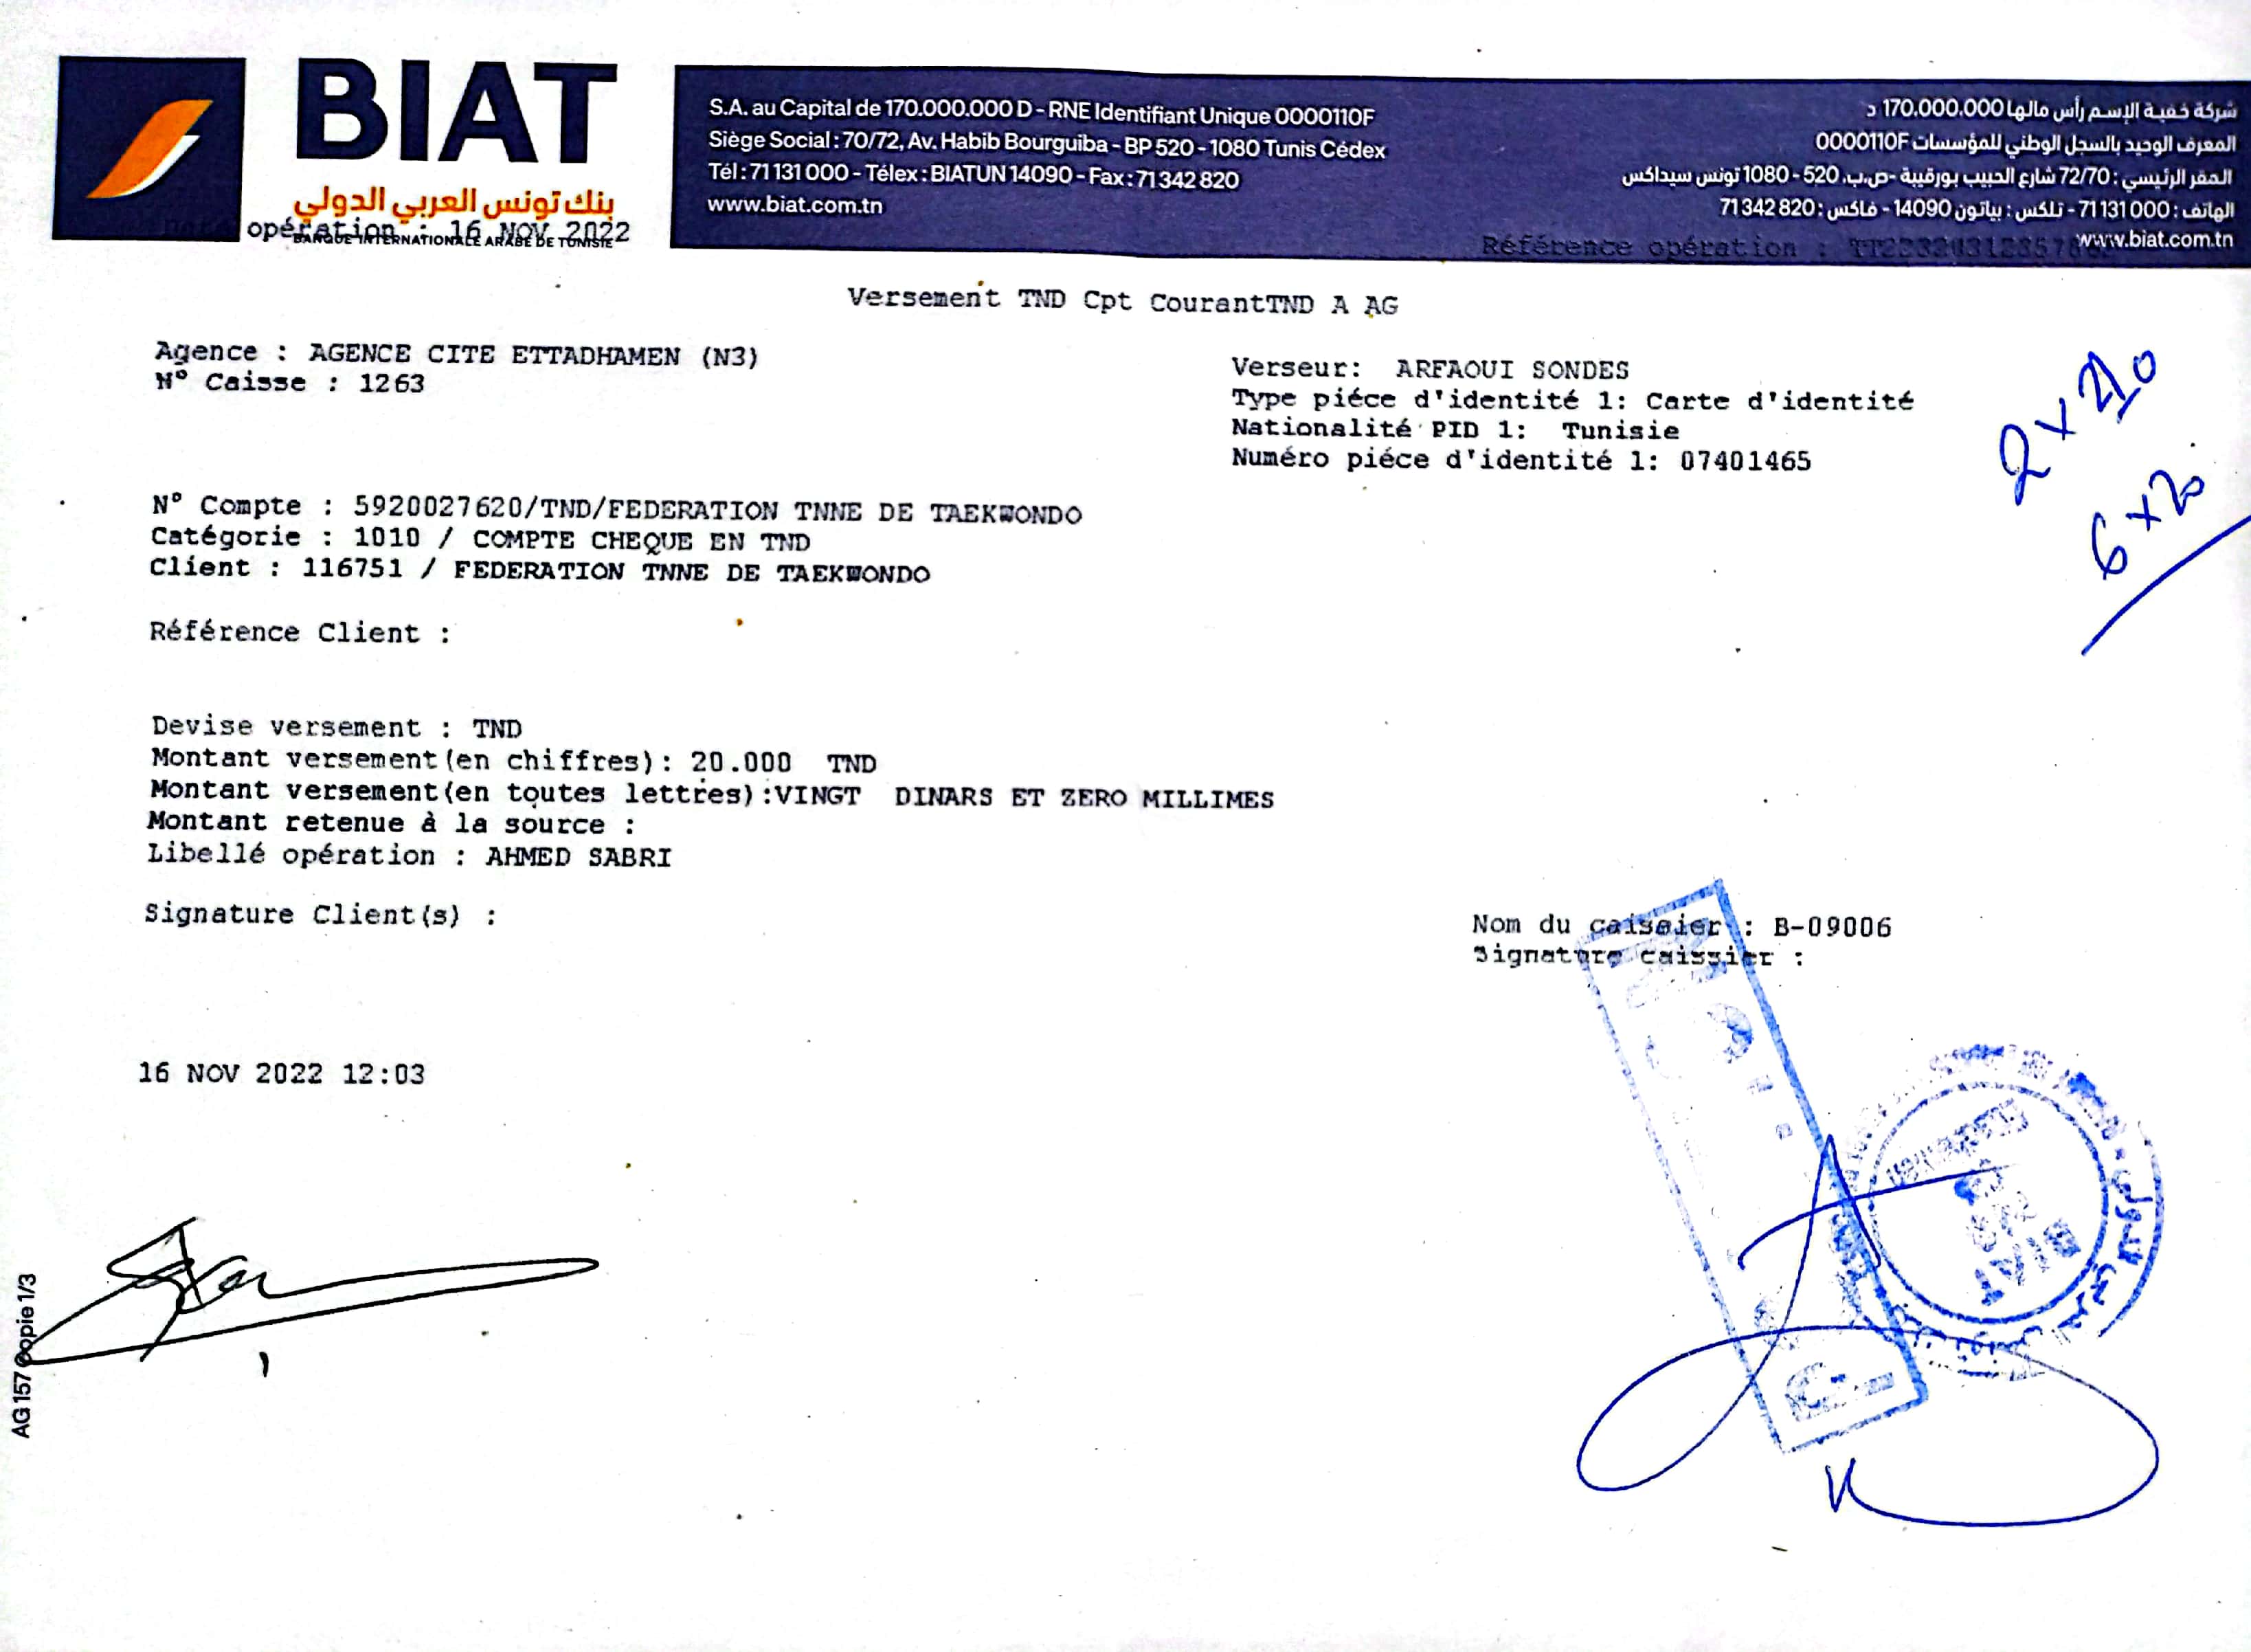 BIAT
بنك تونس العربي الدولي
BANQUE INTERNATIONALE ARABE DE TUNISIE
S.A. au Capital de 170.000.000 D - RNE Identifiant Unique 0000110F
Siège Social : 70/72, Av. Habib Bourguiba - BP 520 - 1080 Tunis Cédex
Tél : 71 131 000 - Télex : BIATUN 14090 - Fax : 71 342 820
www.biat.com.tn
شركة خفية الإسم رأس مالها 170.000.000 د
المعرف الوحيد بالسجل الوطني للمؤسسات 0000110F
المقر الرئيسي : 72/70 شارع الحبيب بورقيبة -ص.ب. 520 - 1080 تونس سيداكس
الهاتف : 71 131 000 - تلكس : بياتون 14090 - فاكس : 71 342 820
www.biat.com.tn
opération : 16 NOV 2022
Référence opération :
Versement TND Cpt CourantTND A AG
Agence : AGENCE CITE ETTADHAMEN (N3)
N° Caisse : 1263
Verseur: ARFAOUI SONDES
Type piéce d'identité 1: Carte d'identité
Nationalité PID 1: Tunisie
Numéro piéce d'identité 1: 07401465
6 x 20
N° Compte : 5920027620/TND/FEDERATION TNNE DE TAEKWONDO
Catégorie : 1010 / COMPTE CHEQUE EN TND
Client : 116751 / FEDERATION TNNE DE TAEKWONDO
Référence Client :
Devise versement : TND
Montant versement(en chiffres): 20.000 TND
Montant versement(en toutes lettres):VINGT DINARS ET ZERO MILLIMES
Montant retenue à la source :
Libellé opération : AHMED SABRI
Signature Client(s) :
Nom du caissier : B-09006
Signature caissier :
16 NOV 2022 12:03
BIAT
AG 157 Copie 1/3